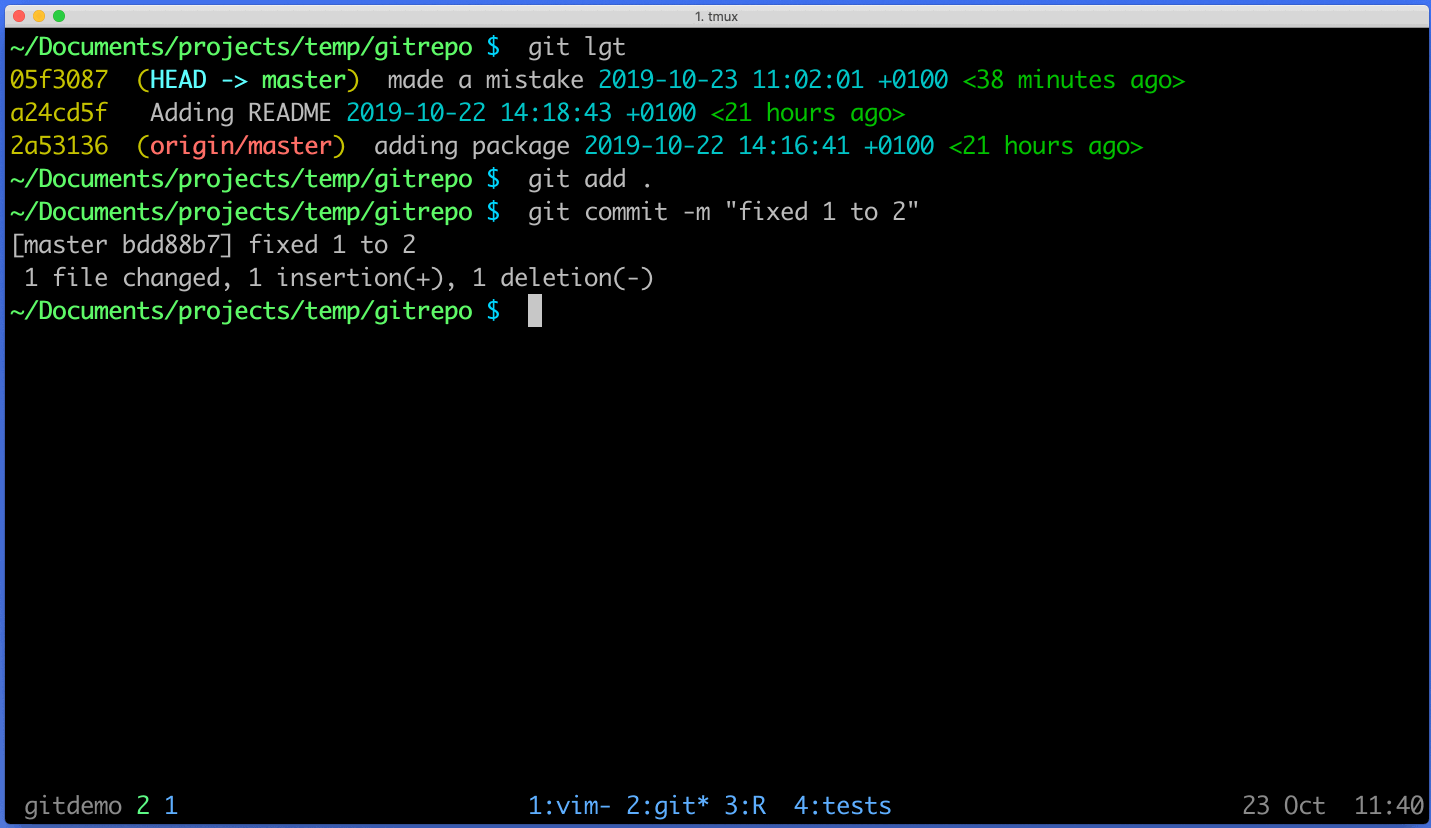 1. tmux
~/Documents/projects/temp/gitrepo $  git lgt
05f3087  (HEAD -> master)  made a mistake 2019-10-23 11:02:01 +0100 <38 minutes ago>
a24cd5f   Adding README 2019-10-22 14:18:43 +0100 <21 hours ago>
2a53136  (origin/master)  adding package 2019-10-22 14:16:41 +0100 <21 hours ago>
~/Documents/projects/temp/gitrepo $  git add .
~/Documents/projects/temp/gitrepo $  git commit -m "fixed 1 to 2"
[master bdd88b7] fixed 1 to 2
 1 file changed, 1 insertion(+), 1 deletion(-)
~/Documents/projects/temp/gitrepo $
gitdemo 2 1  1:vim- 2:git* 3:R  4:tests  23 Oct  11:40